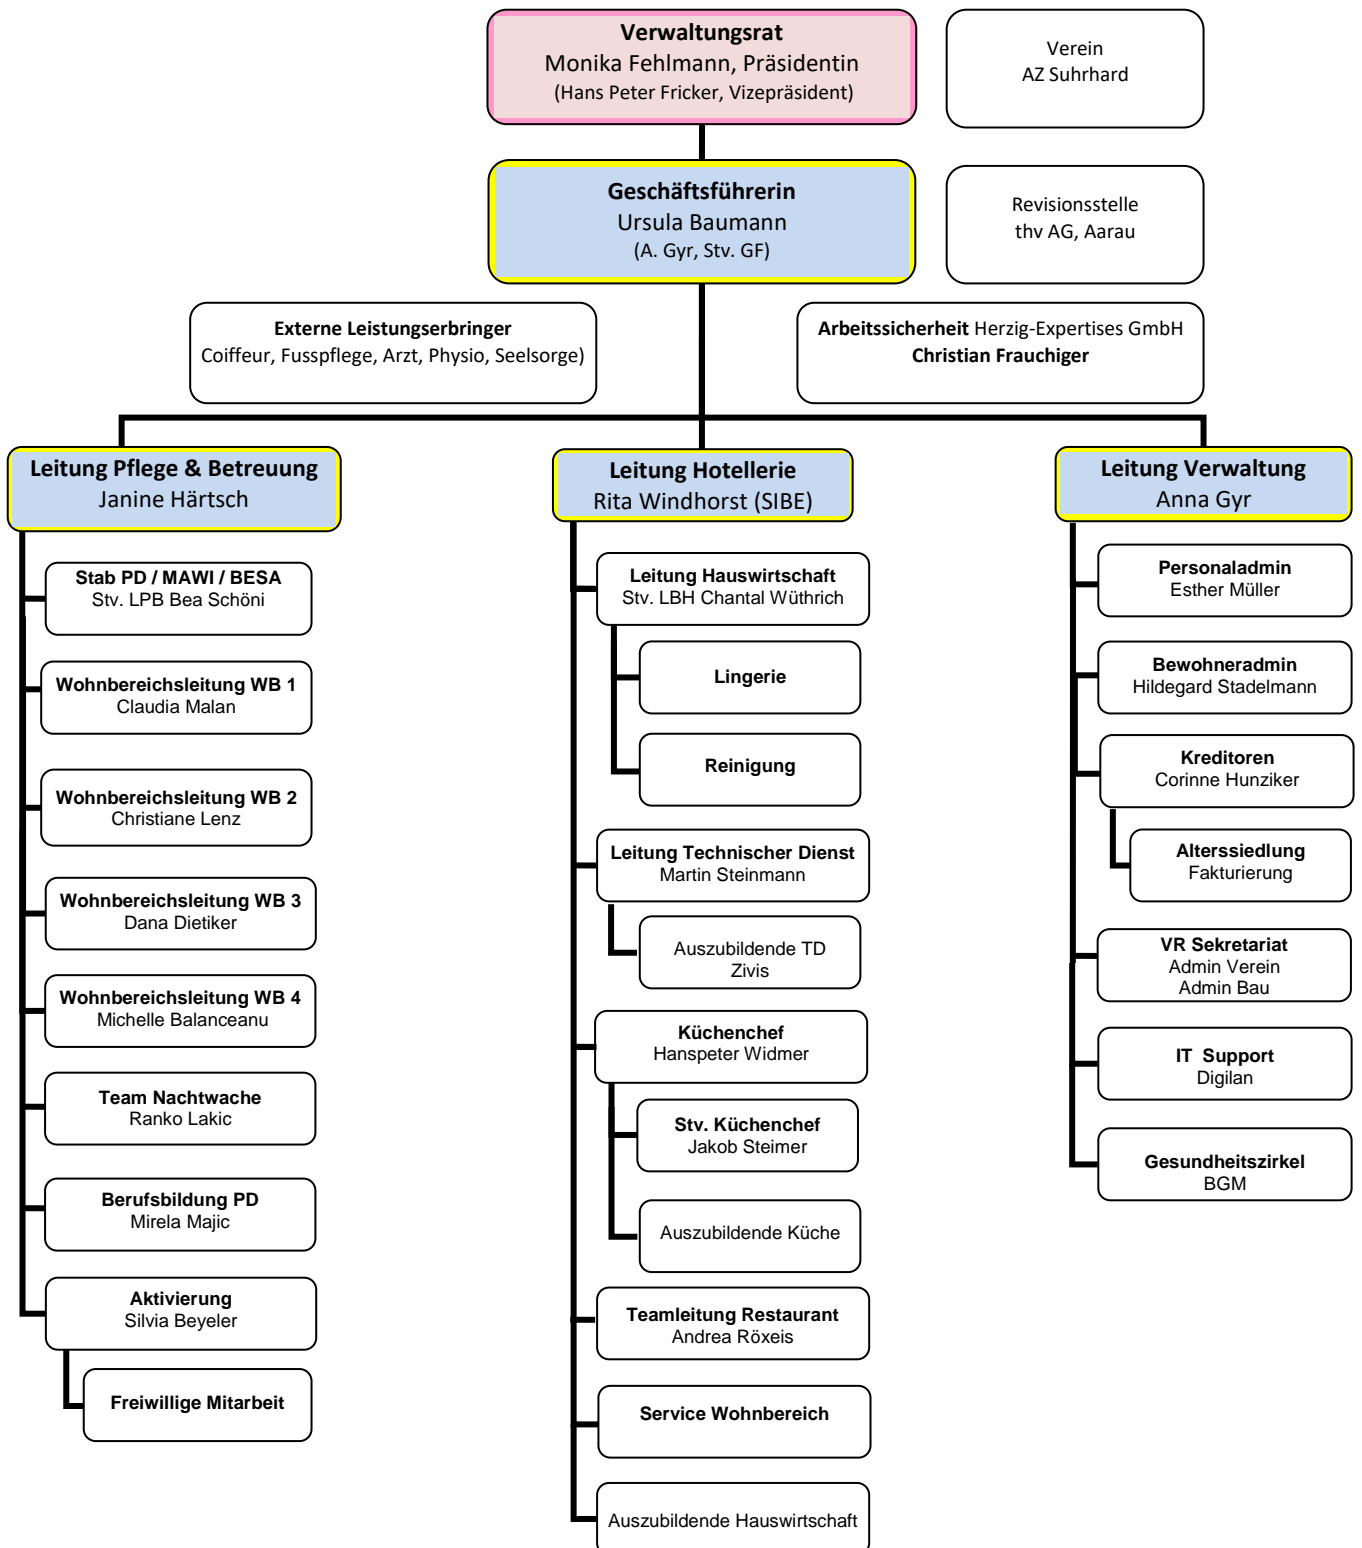 Verwaltungsrat
Monika Fehlmann, Präsidentin
(Hans Peter Fricker, Vizepräsident)
Verein
AZ Suhrhard
Geschäftsführerin
Ursula Baumann
(A. Gyr, Stv. GF)
Revisionsstelle
thv AG, Aarau
Externe Leistungserbringer
Coiffeur, Fusspflege, Arzt, Physio, Seelsorge)
Arbeitssicherheit Herzig-Expertises GmbH
Christian Frauchiger
Leitung Pflege & Betreuung
Janine Härtsch
Stab PD / MAWI / BESA
Stv. LPB Bea Schöni
Wohnbereichsleitung WB 1
Claudia Malan
Wohnbereichsleitung WB 2
Christiane Lenz
Wohnbereichsleitung WB 3
Dana Dietiker
Wohnbereichsleitung WB 4
Michelle Balanceanu
Team Nachtwache
Ranko Lakic
Berufsbildung PD
Mirela Majic
Aktivierung
Silvia Beyeler
Freiwillige Mitarbeit
Leitung Hotellerie
Rita Windhorst (SIBE)
Leitung Hauswirtschaft
Stv. LBH Chantal Wüthrich
Lingerie
Reinigung
Leitung Technischer Dienst
Martin Steinmann
Auszubildende TD
Zivis
Küchenchef
Hanspeter Widmer
Stv. Küchenchef
Jakob Steimer
Auszubildende Küche
Teamleitung Restaurant
Andrea Röxeis
Service Wohnbereich
Auszubildende Hauswirtschaft
Leitung Verwaltung
Anna Gyr
Personaladmin
Esther Müller
Bewohneradmin
Hildegard Stadelmann
Kreditoren
Corinne Hunziker
Alterssiedlung
Fakturierung
VR Sekretariat
Admin Verein
Admin Bau
IT  Support
Digilan
Gesundheitszirkel
BGM